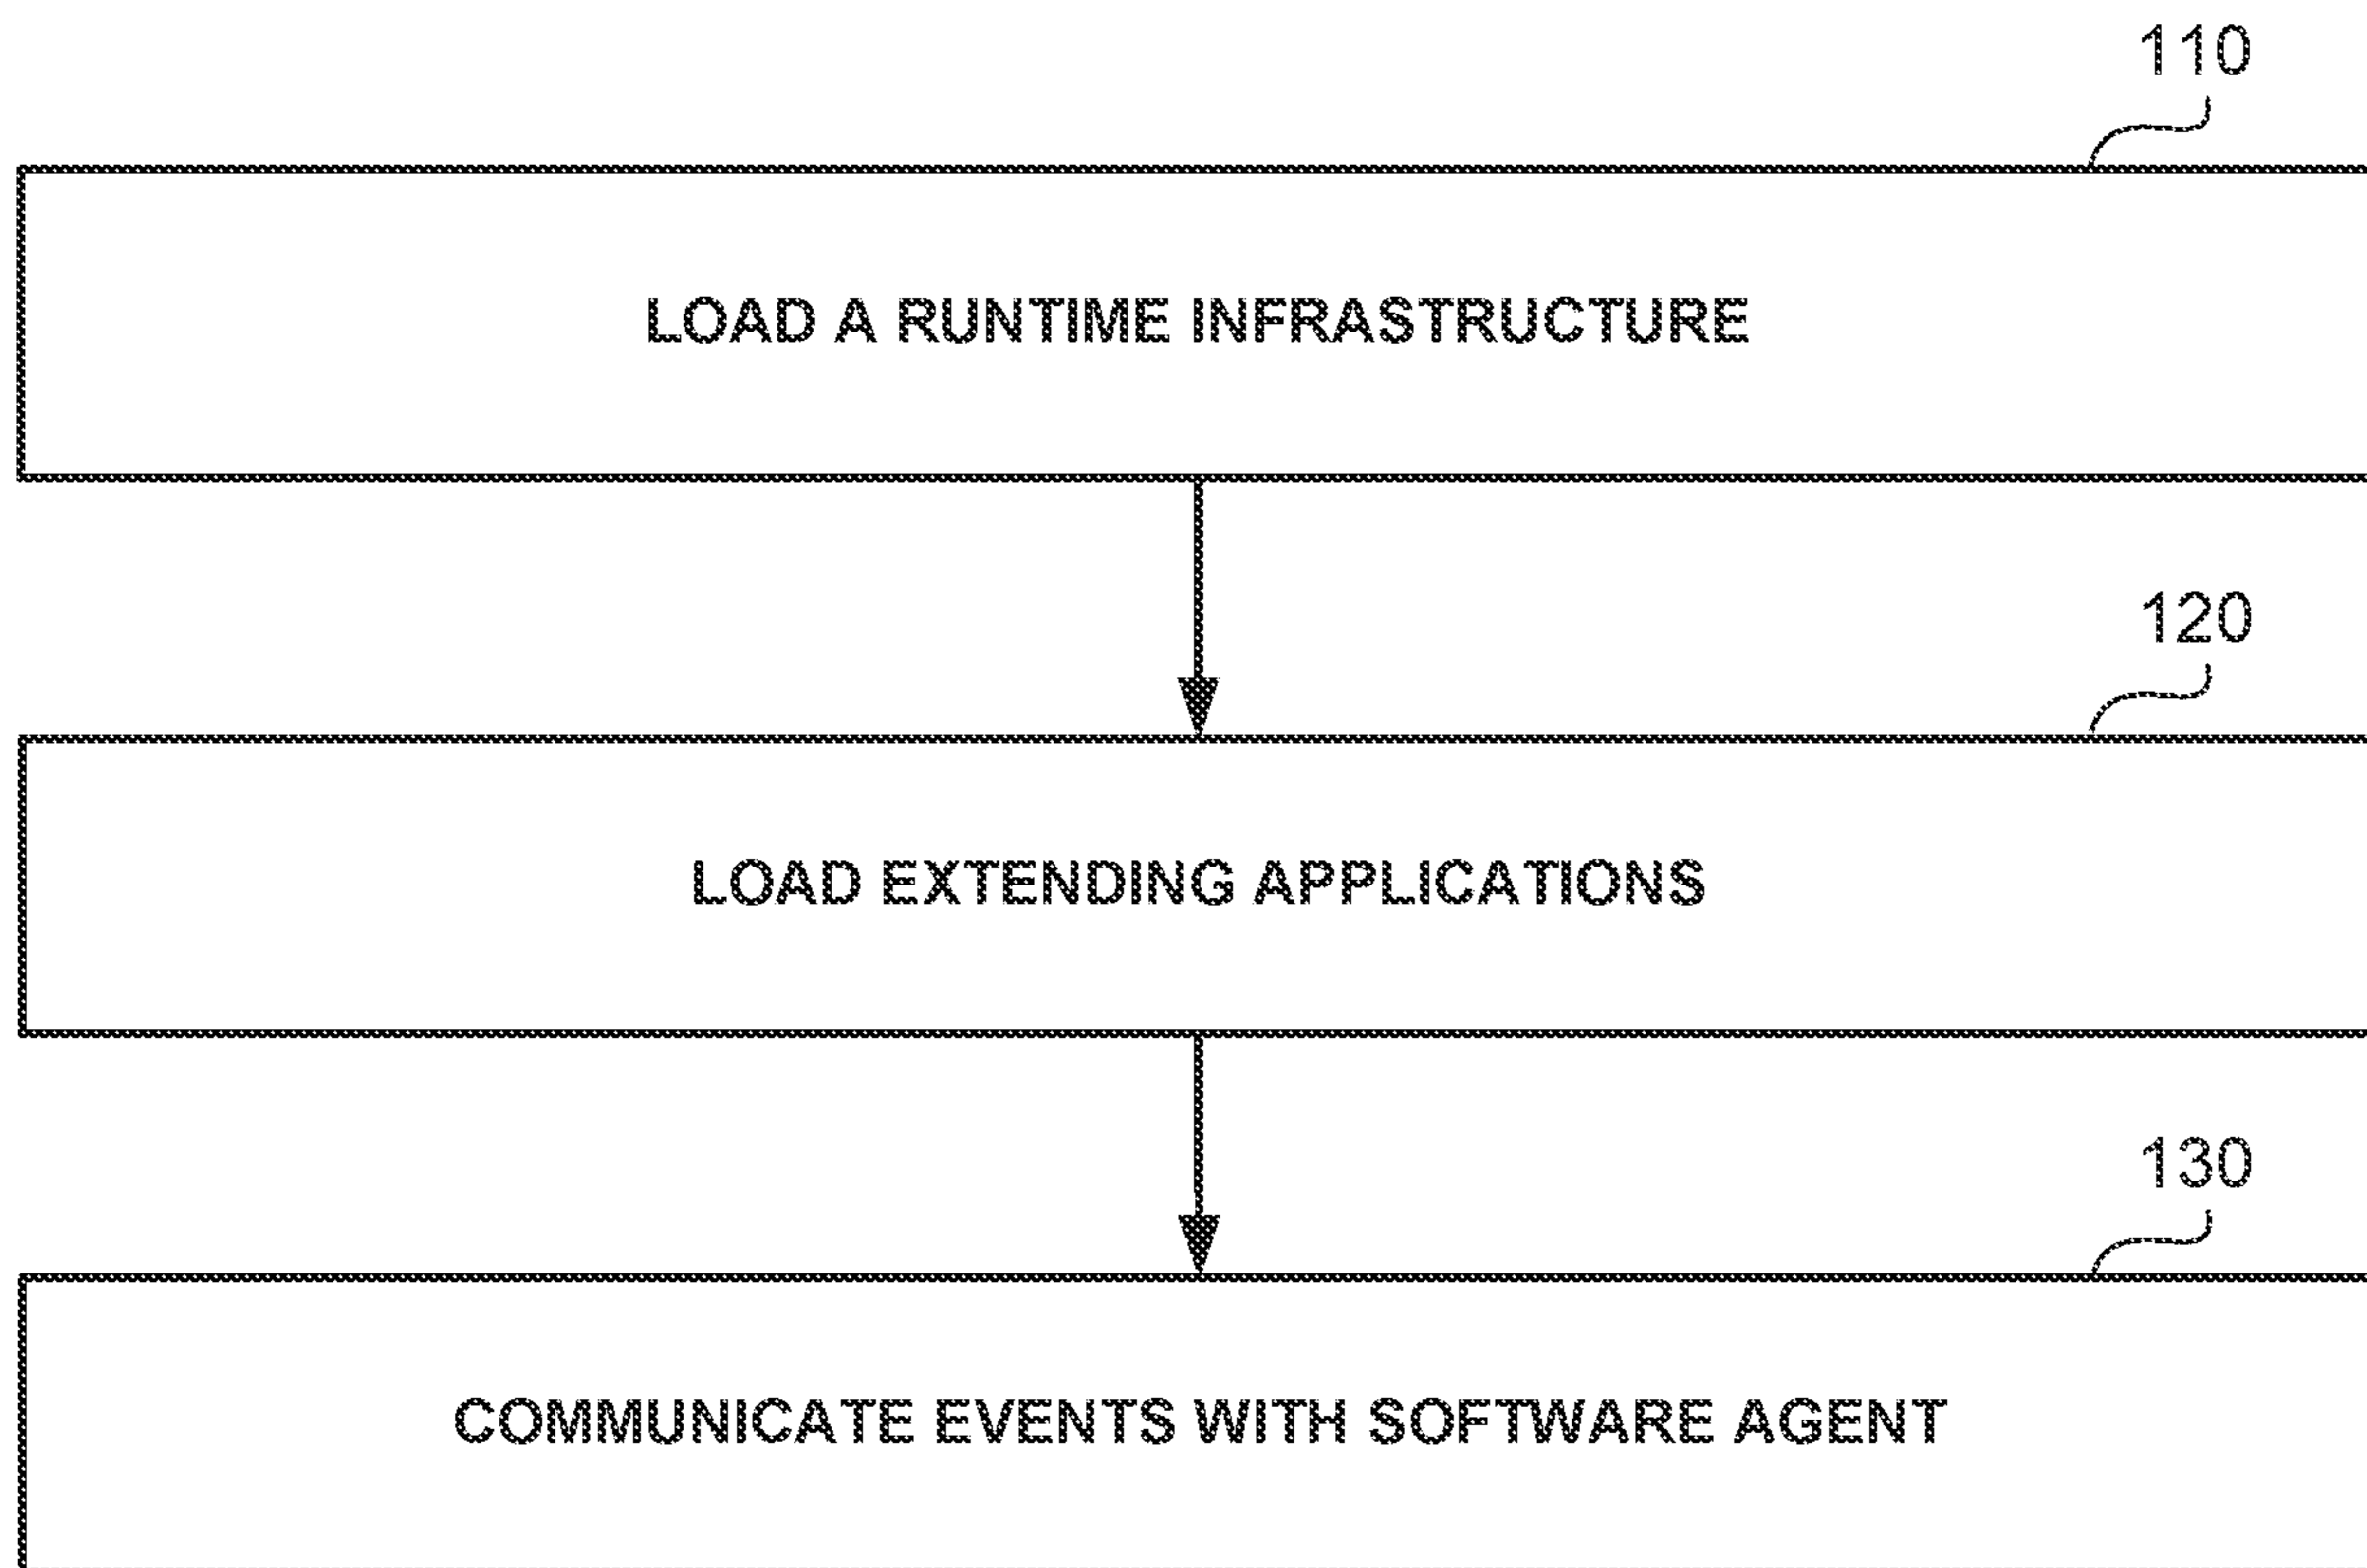 110
LOAD A RUNTIME INFRASTRUCTURE
120
LOAD EXTENDING APPLICATIONS
130
COMMUNICATE EVENTS WITH SOFTWARE AGENT